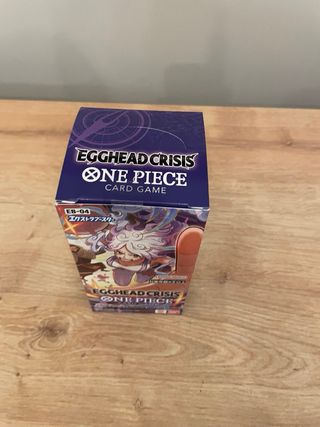 EGGHEAD CRISIS
ONE PIECE
CARD GAME
EB-04
エクストラブースター
EGGHEAD CRISIS
ONE PIECE